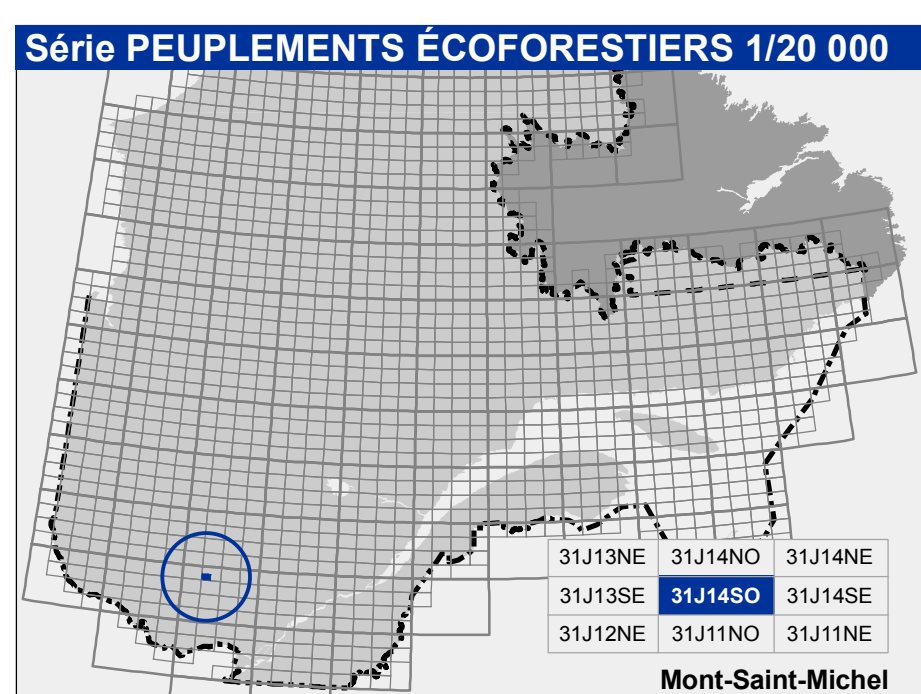 Série PEUPLEMENTS ÉCOFORESTIERS 1/20 000
31J13NE 31J14NO 31J14NE
31J13SE 31J14SO 31J14SE
31J12NE 31J11NO 31J11NE
Mont-Saint-Michel